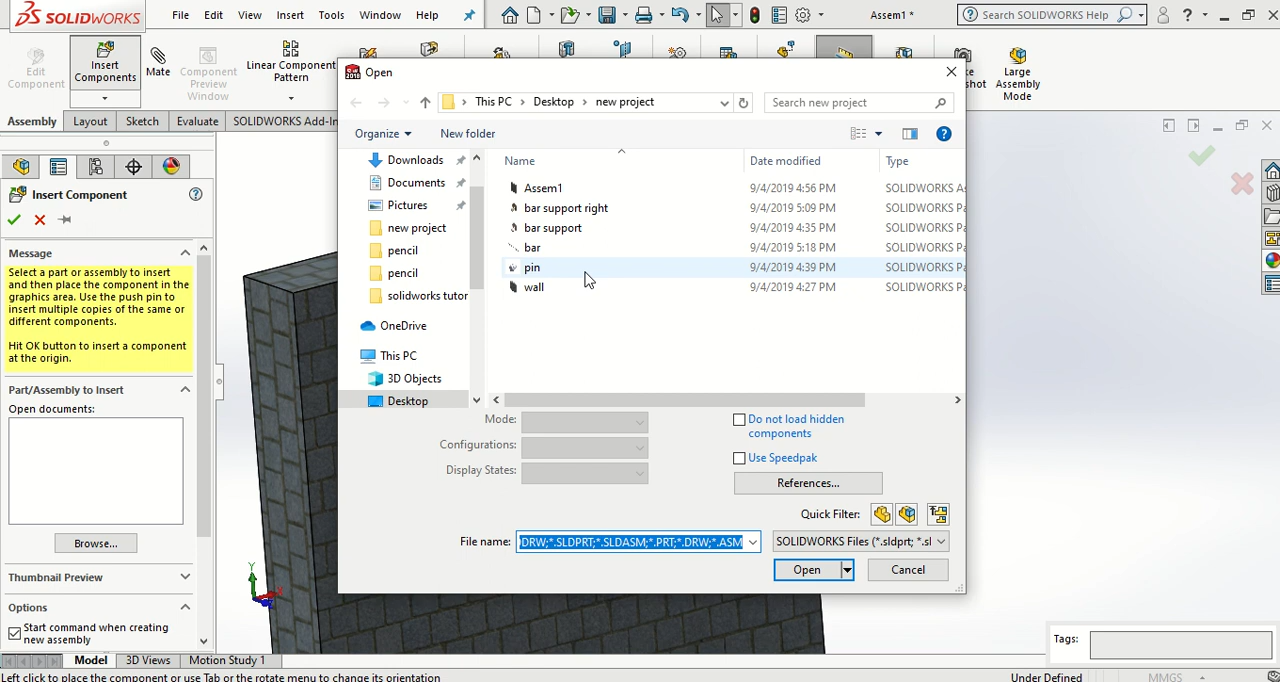 SOLIDWORKS
File Edit View Insert Tools Window Help
Assem1 *
Search SOLIDWORKS Help
?
Edit Component
Insert Components
Mate
Component Preview Window
Linear Component Pattern
Large Assembly Mode
Assembly Layout Sketch Evaluate SOLIDWORKS Add-In
Insert Component
Message
Select a part or assembly to insert
and then place the component in the
graphics area. Use the push pin to
insert multiple copies of the same or
different components.
Hit OK button to insert a component
at the origin.
Part/Assembly to Insert
Open documents:
Browse...
Thumbnail Preview
Options
Start command when creating
new assembly
Open
This PC › Desktop › new project
Search new project
Organize
New folder
Downloads
Documents
Pictures
new project
pencil
pencil
solidworks tutor
OneDrive
This PC
3D Objects
Desktop
Name Date modified Type
Assem1 9/4/2019 4:56 PM SOLIDWORKS A
bar support right 9/4/2019 5:09 PM SOLIDWORKS Pa
bar support 9/4/2019 4:35 PM SOLIDWORKS Pa
bar 9/4/2019 5:18 PM SOLIDWORKS Pa
pin 9/4/2019 4:39 PM SOLIDWORKS Pa
wall 9/4/2019 4:27 PM SOLIDWORKS Pa
Mode:
Configurations:
Display States:
Do not load hidden
components
Use Speedpak
References...
Quick Filter:
File name: DRW;*.SLDPRT;*.SLDASM;*.PRT;*.DRW;*.ASM
SOLIDWORKS Files (*.sldprt; *.sl
Open
Cancel
Tags:
Model 3D Views Motion Study 1
Left click to place the component or use Tab or the rotate menu to change its orientation
Under Defined
MMGS